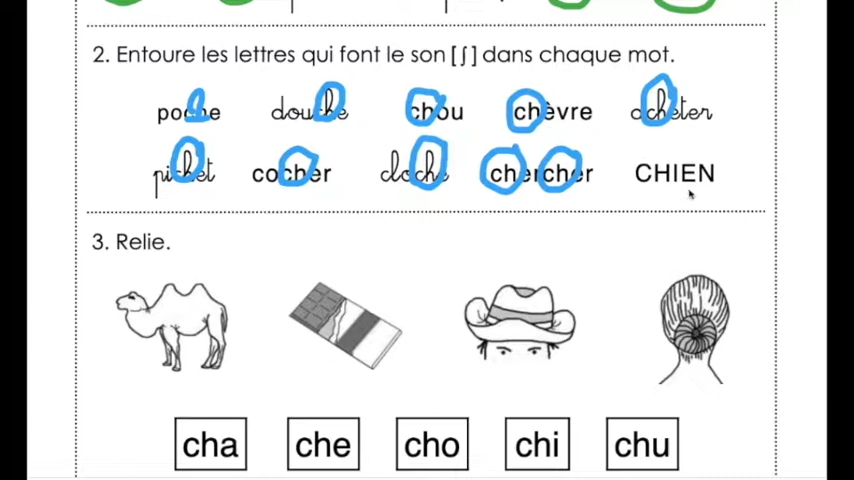 2. Entoure les lettres qui font le son [ʃ] dans chaque mot.
poche douche chou chèvre acheter
pichet cocher cloche chercher CHIEN
3. Relie.
cha che cho chi chu